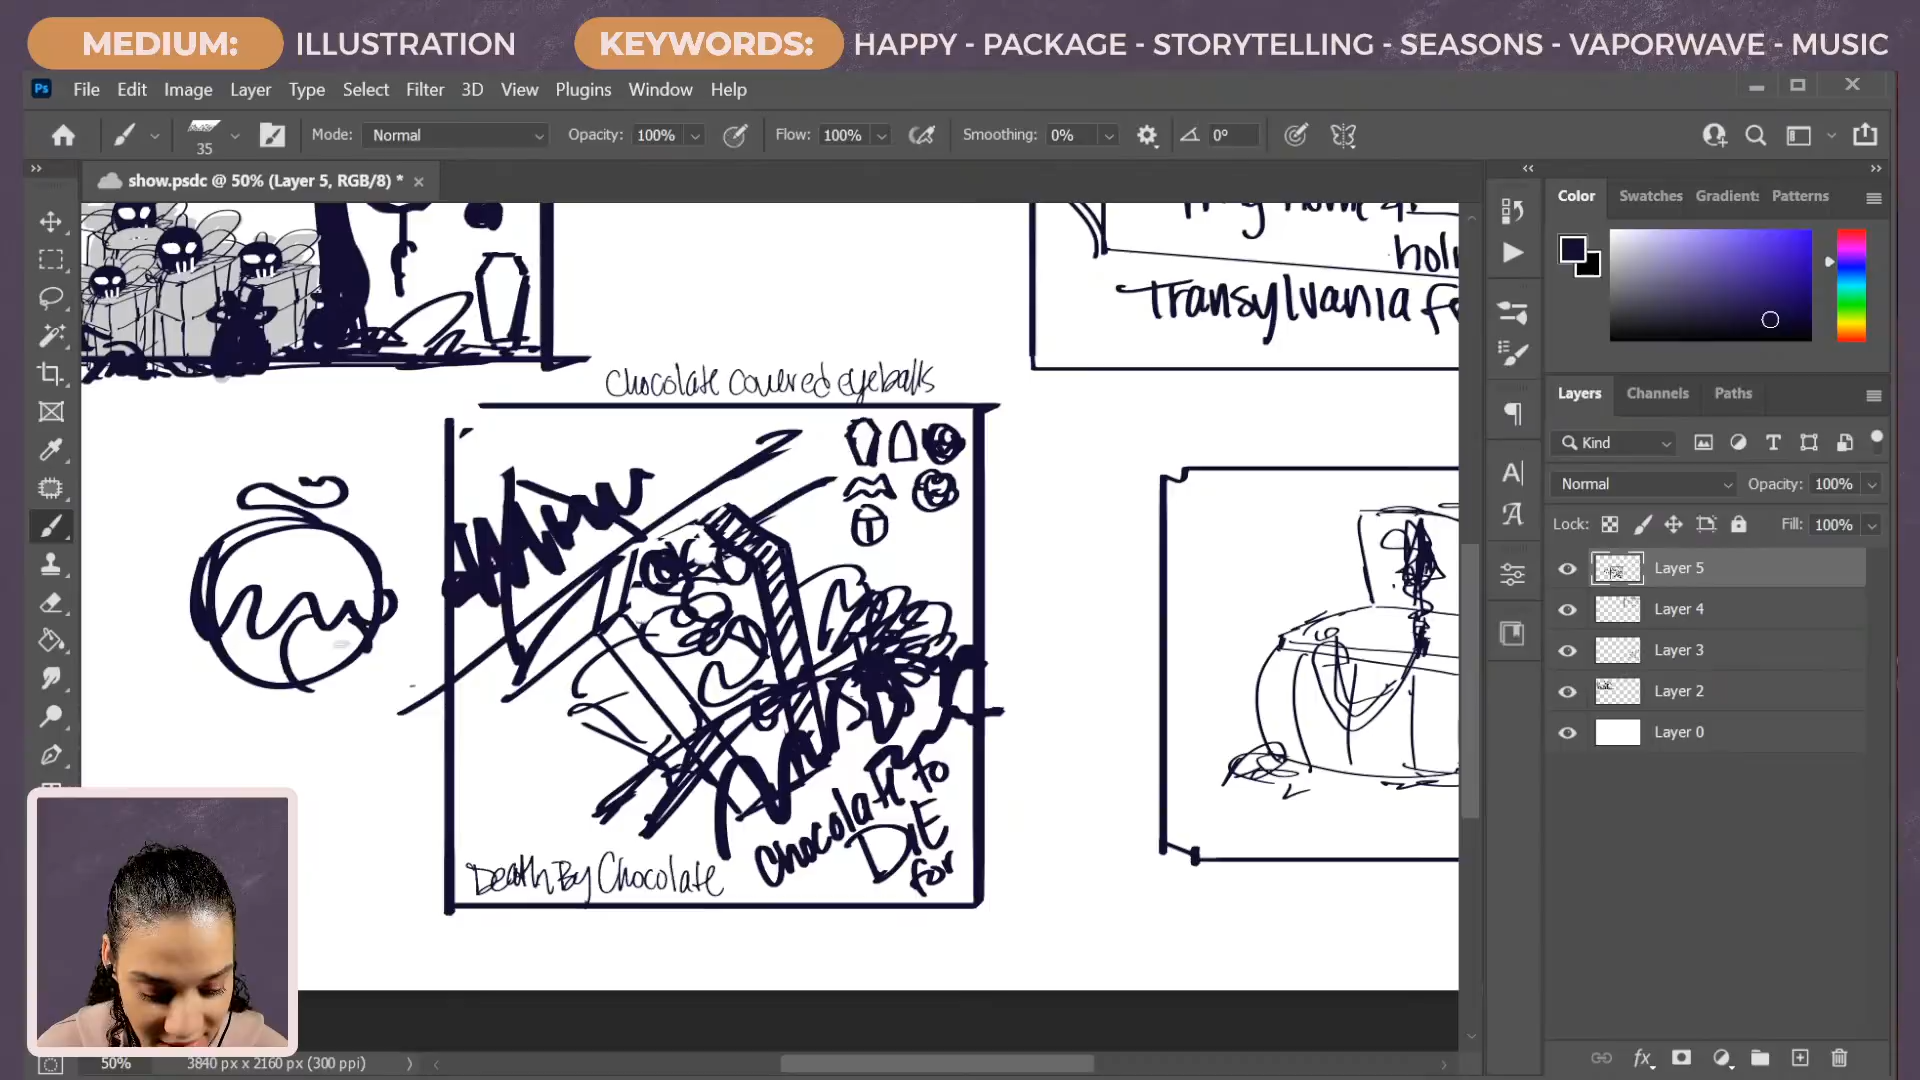 MEDIUM: ILLUSTRATION KEYWORDS: HAPPY - PACKAGE - STORYTELLING - SEASONS - VAPORWAVE - MUSIC
Ps File Edit Image Layer Type Select Filter 3D View Plugins Window Help
35 Mode: Normal Opacity: 100% Flow: 100% Smoothing: 0% 0°
show.psdc @ 50% (Layer 5, RGB/8) *
Color Swatches Gradient: Patterns
Transylvania
Chocolate Covered eyeballs
Chocolate to
DIE
for
Death By Chocolate
Layers Channels Paths
Kind
Normal Opacity: 100%
Lock: Fill: 100%
Layer 5
Layer 4
Layer 3
Layer 2
Layer 0
50% 3840 px x 2160 px (300 ppi)